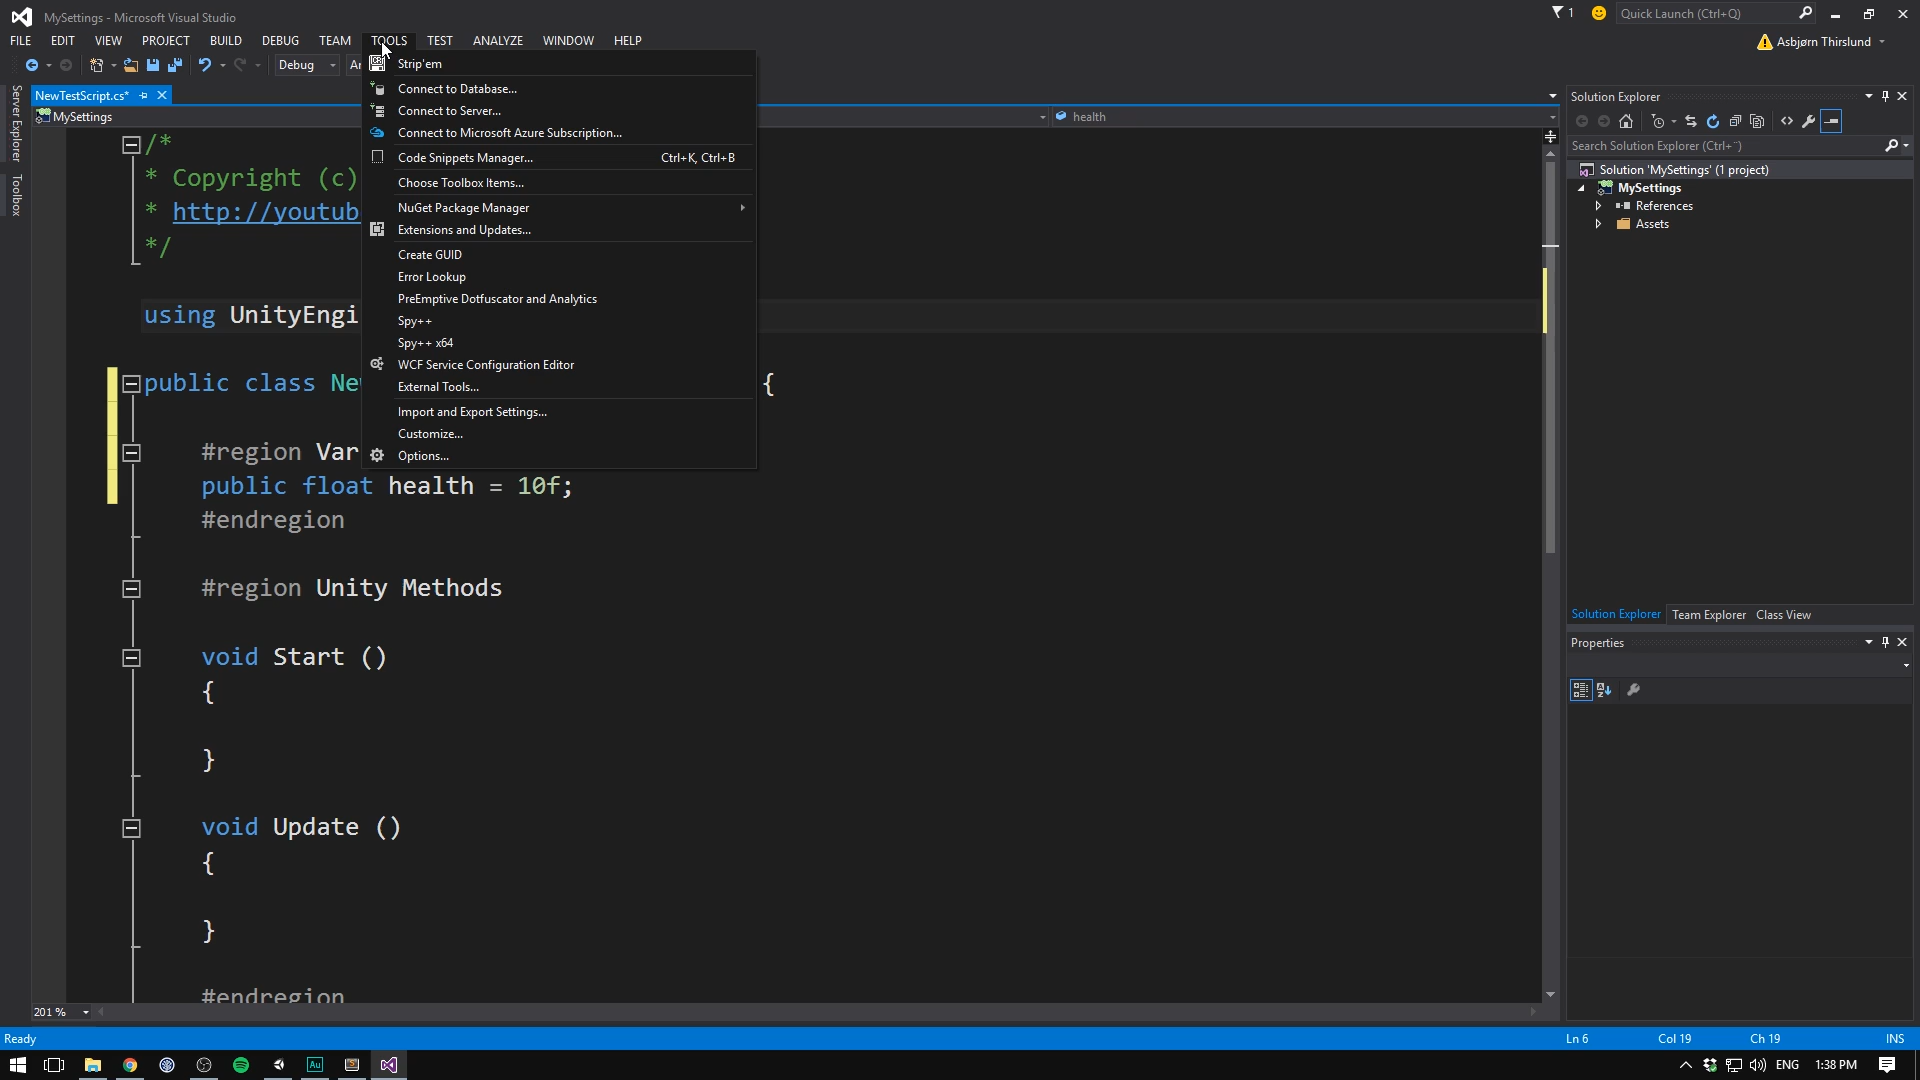 MySettings - Microsoft Visual Studio
1
Quick Launch (Ctrl+Q)
FILE EDIT VIEW PROJECT BUILD DEBUG TEAM TOOLS TEST ANALYZE WINDOW HELP
Asbjørn Thirslund
Debug
Strip'em
Connect to Database...
Connect to Server...
Connect to Microsoft Azure Subscription...
Code Snippets Manager... Ctrl+K, Ctrl+B
Choose Toolbox Items...
NuGet Package Manager
Extensions and Updates...
Create GUID
Error Lookup
PreEmptive Dotfuscator and Analytics
Spy++
Spy++ x64
WCF Service Configuration Editor
External Tools...
Import and Export Settings...
Customize...
Options...
Server Explorer
Toolbox
NewTestScript.cs*
MySettings
health
/*
* Copyright (c)
* http://youtub
*/
using UnityEngi
public class Ne {
#region Var
public float health = 10f;
#endregion
#region Unity Methods
void Start ()
{
}
void Update ()
{
}
#endregion
201 %
Solution Explorer
Search Solution Explorer (Ctrl+¨)
Solution 'MySettings' (1 project)
MySettings
References
Assets
Solution Explorer Team Explorer Class View
Properties
Ready
Ln 6 Col 19 Ch 19 INS
Au
ENG 1:38 PM